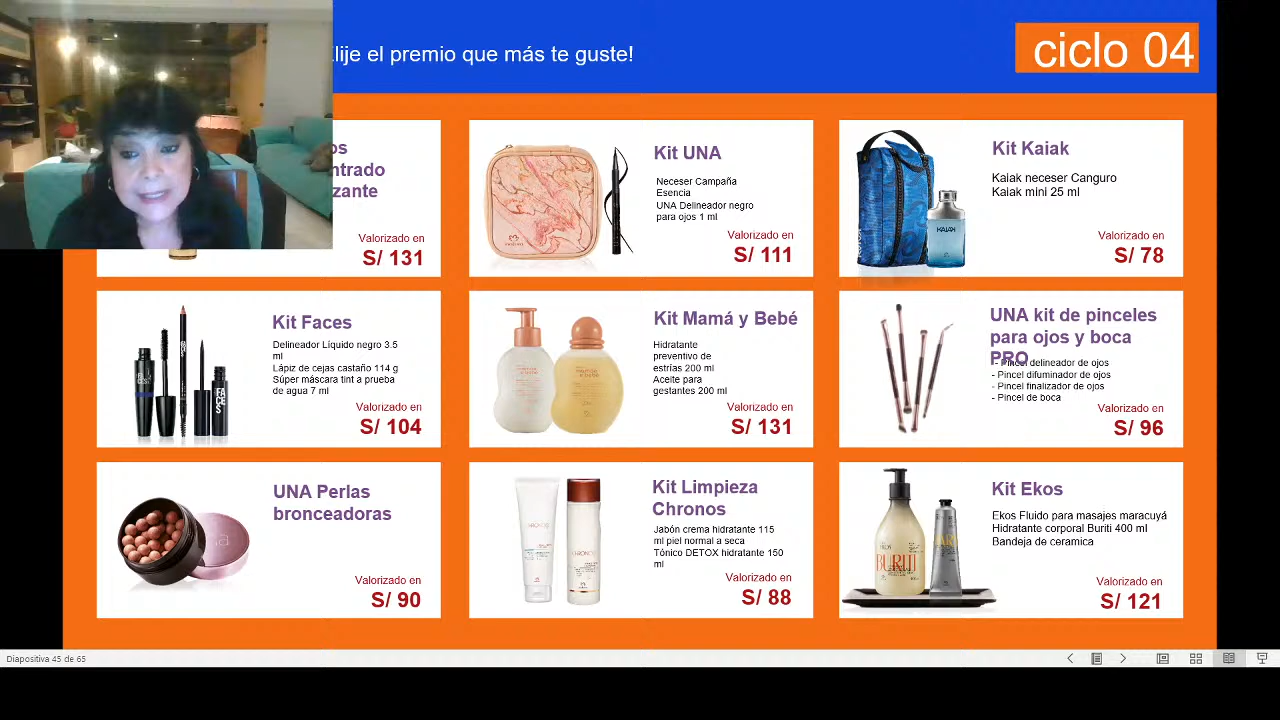 lije el premio que más te guste!
ciclo 04
os
ntrado
zante
Valorizado en
S/ 131
Kit UNA
Neceser Campaña
Esencia
UNA Delineador negro
para ojos 1 ml
Valorizado en
S/ 111
Kit Kaiak
Kaiak neceser Canguro
Kaiak mini 25 ml
KAIAK
Valorizado en
S/ 78
Kit Faces
Delineador Líquido negro 3.5
ml
Lápiz de cejas castaño 114 g
Súper máscara tint a prueba
de agua 7 ml
FACES
Valorizado en
S/ 104
Kit Mamá y Bebé
Hidratante
preventivo de
estrías 200 ml
Aceite para
gestantes 200 ml
Valorizado en
S/ 131
UNA kit de pinceles
para ojos y boca
PRO
- Pincel delineador de ojos
- Pincel difuminador de ojos
- Pincel finalizador de ojos
- Pincel de boca
Valorizado en
S/ 96
UNA Perlas
bronceadoras
Valorizado en
S/ 90
Kit Limpieza
Chronos
Jabón crema hidratante 115
ml piel normal a seca
Tónico DETOX hidratante 150
ml
CHRONOS
Valorizado en
S/ 88
Kit Ekos
Ekos Fluido para masajes maracuyá
Hidratante corporal Buriti 400 ml
Bandeja de ceramica
BURITI
Valorizado en
S/ 121
Diapositiva 45 de 65